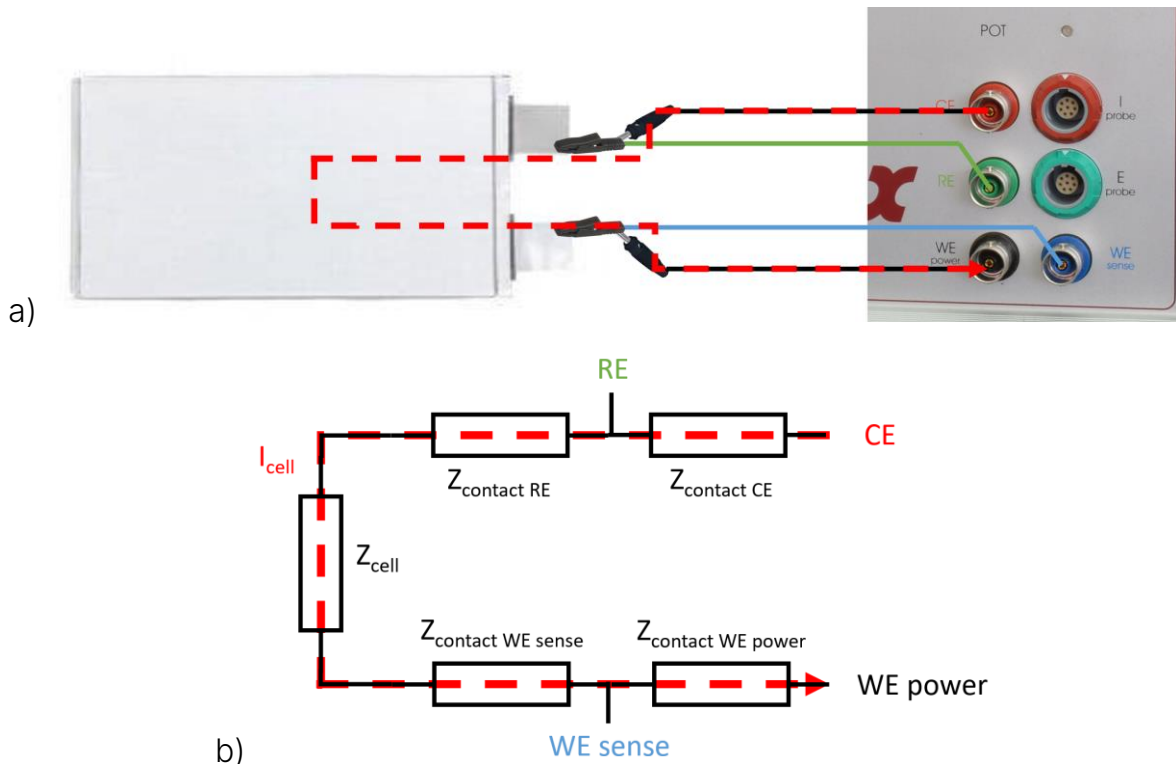 POT
CE
I
probe
RE
E
probe
WE
power
WE
sense
a)
RE
CE
I cell
Z contact RE
Z contact CE
Z cell
Z contact WE sense
Z contact WE power
WE power
WE sense
b)